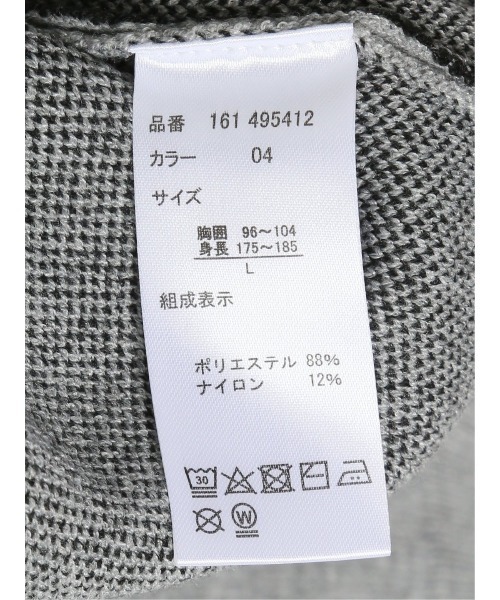 品番 161 495412
カラー 04
サイズ
胸囲 96～104
身長 175～185
L
組成表示
ポリエステル 88%
ナイロン 12%
30
W